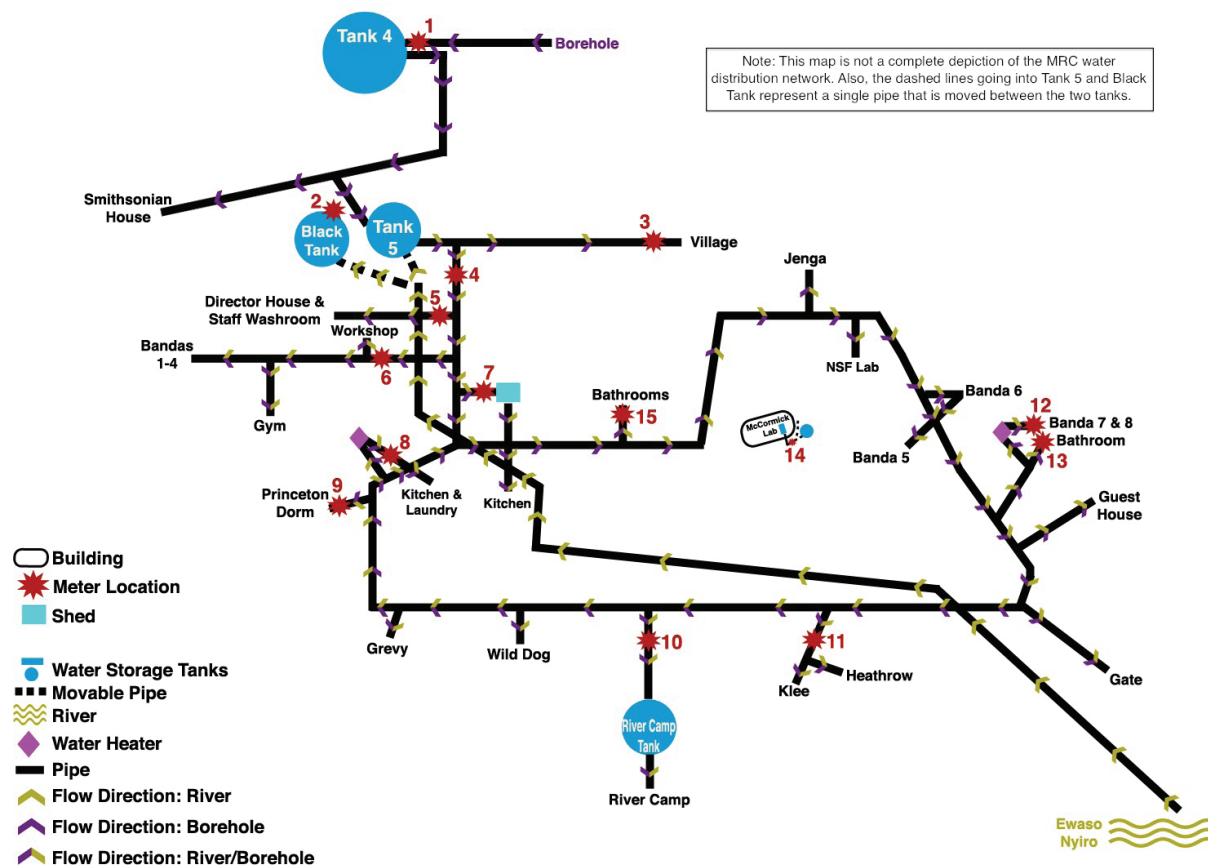 Tank 4
1
Borehole
Note: This map is not a complete depiction of the MRC water
distribution network. Also, the dashed lines going into Tank 5 and Black
Tank represent a single pipe that is moved between the two tanks.
Smithsonian
House
2
Black
Tank
Tank
5
3
Village
4
Jenga
Director House &
Staff Washroom
5
Workshop
Bandas
1-4
6
7
NSF Lab
Gym
Bathrooms
15
McCormick
Lab
14
Banda 6
Banda 5
12
Banda 7 & 8
Bathroom
13
8
9
Princeton
Dorm
Kitchen &
Laundry
Kitchen
Guest
House
Building
Meter Location
Shed
Water Storage Tanks
Movable Pipe
River
Water Heater
Pipe
Flow Direction: River
Flow Direction: Borehole
Flow Direction: River/Borehole
Grevy
Wild Dog
10
11
Klee
Heathrow
Gate
River Camp
Tank
River Camp
Ewaso
Nyiro